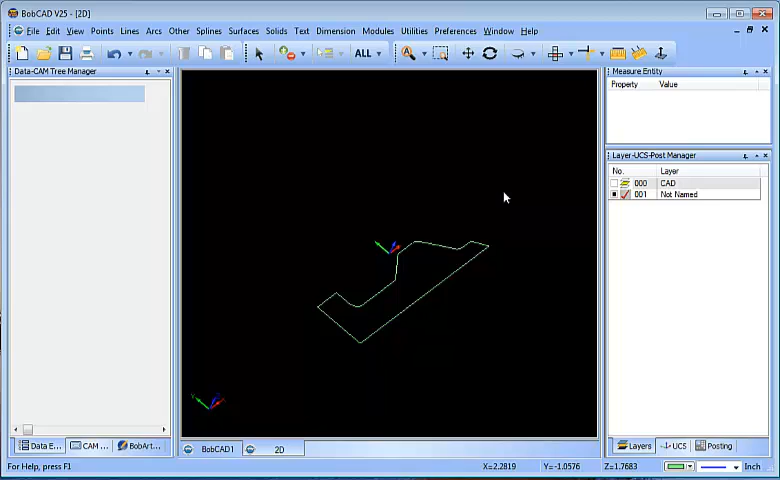 BobCAD V25 - [2D]
File Edit View Points Lines Arcs Other Splines Surfaces Solids Text Dimension Modules Utilities Preferences Window Help
ALL
Data-CAM Tree Manager
Measure Entity
Property Value
Layer-UCS-Post Manager
No. Layer
000 CAD
001 Not Named
Y
Data E... CAM ... BobArt...
BobCAD1 2D
Layers UCS Posting
For Help, press F1
X=2.2819 Y=-1.0576 Z=1.7683 Inch